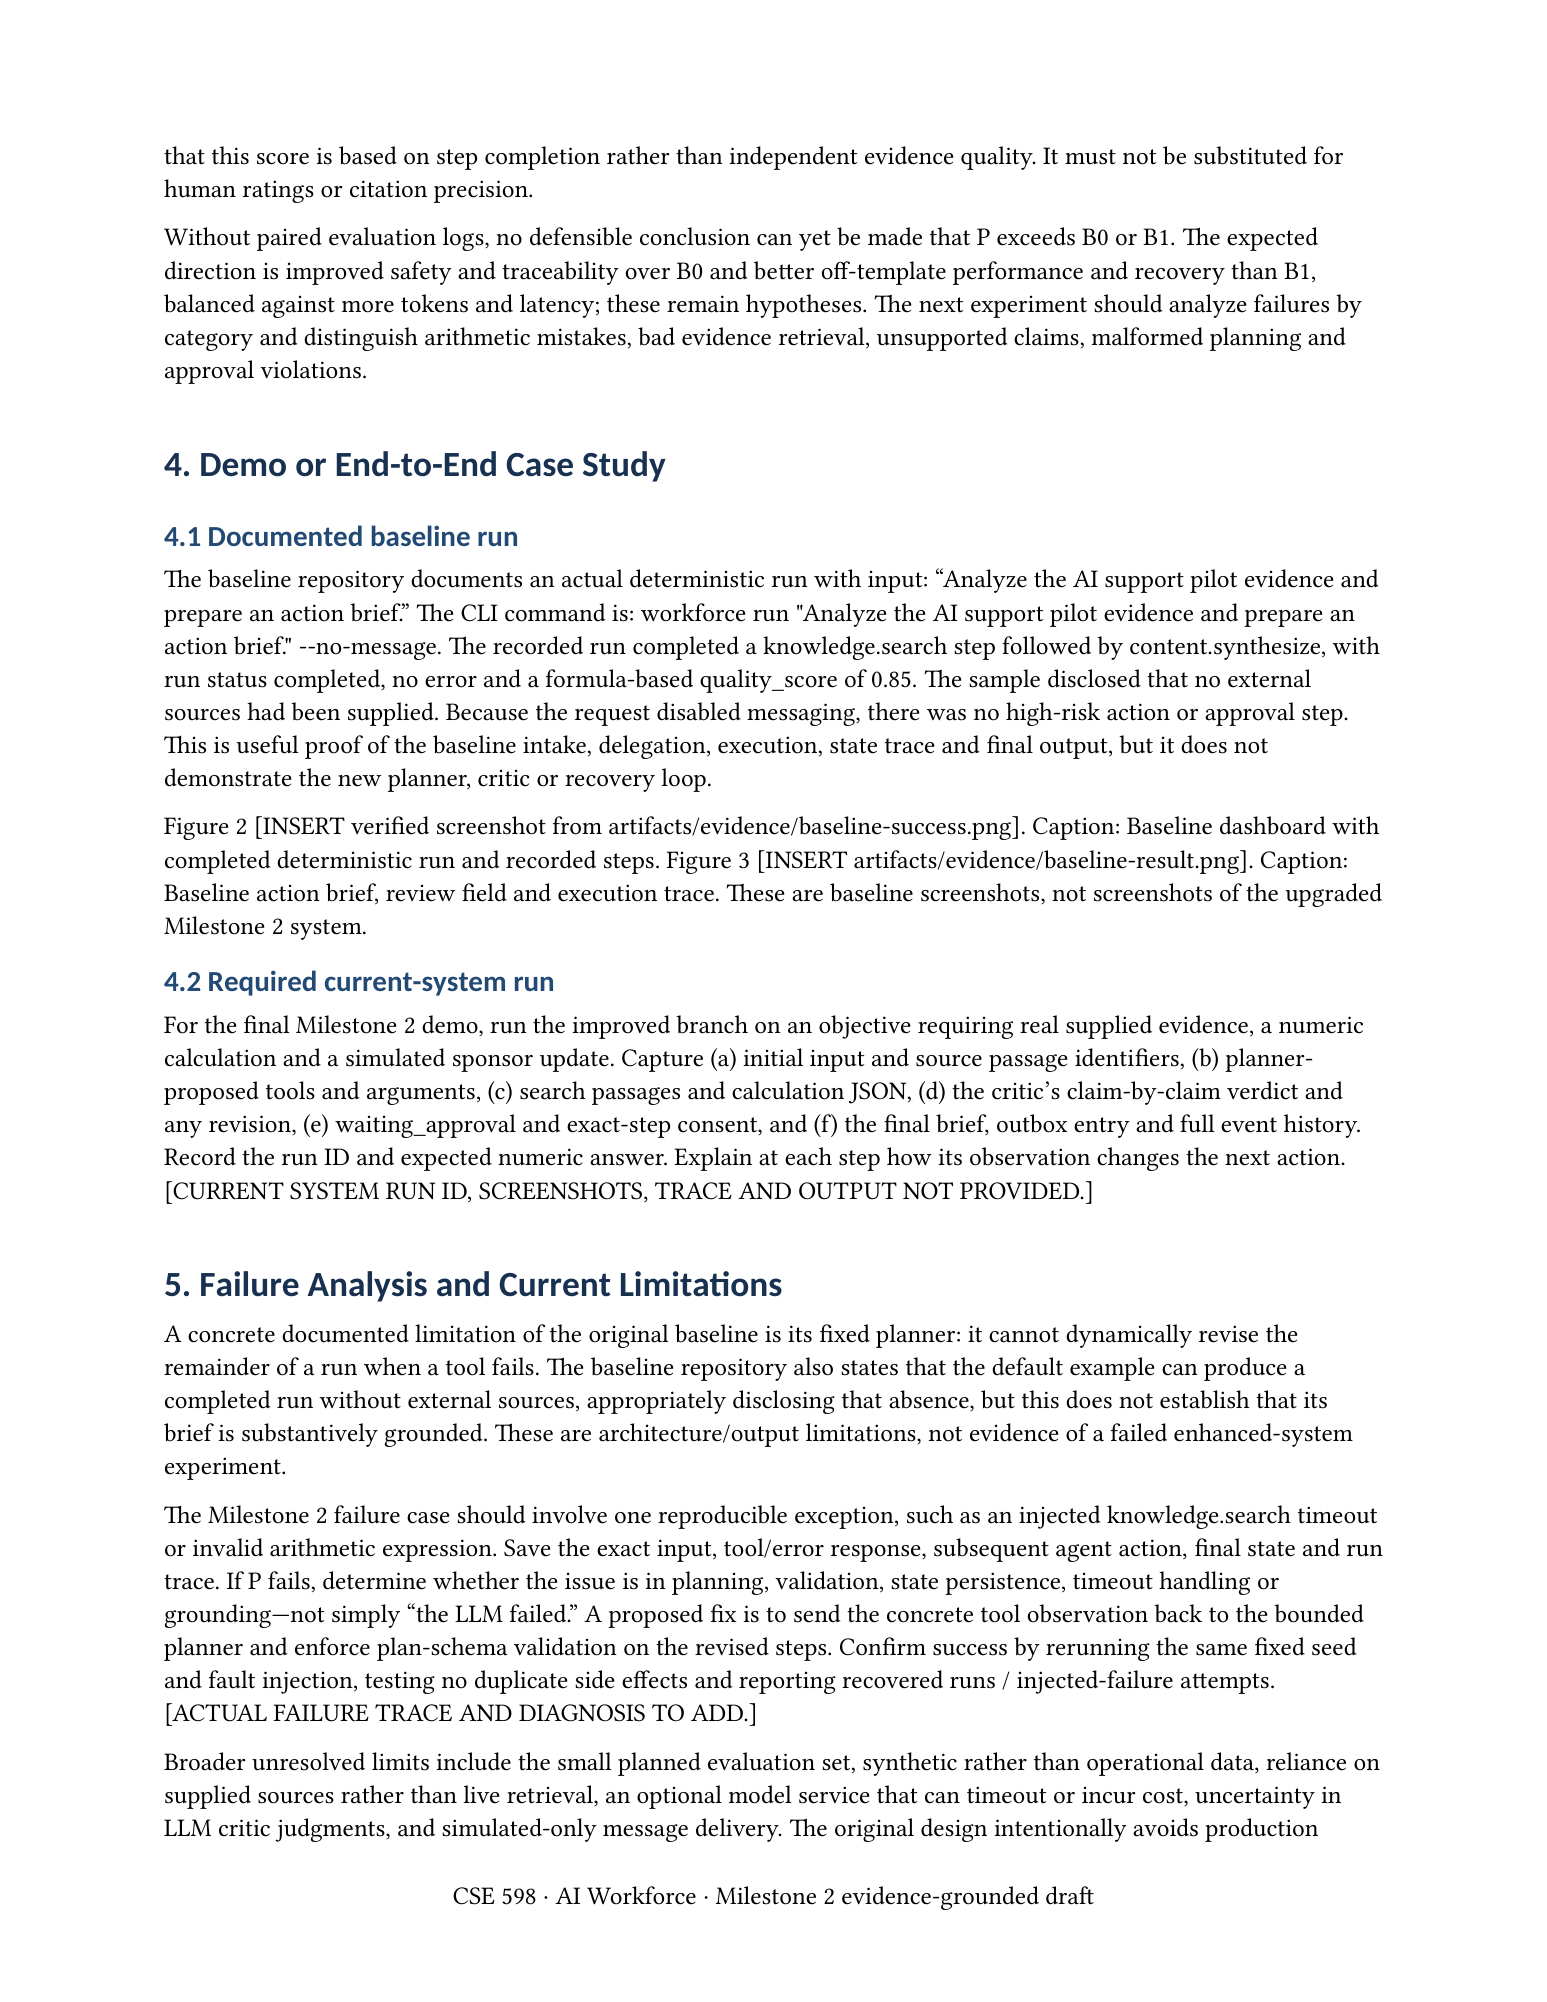 that this score is based on step completion rather than independent evidence quality. It must not be substituted for
human ratings or citation precision.
Without paired evaluation logs, no defensible conclusion can yet be made that P exceeds B0 or B1. The expected
direction is improved safety and traceability over B0 and better off-template performance and recovery than B1,
balanced against more tokens and latency; these remain hypotheses. The next experiment should analyze failures by
category and distinguish arithmetic mistakes, bad evidence retrieval, unsupported claims, malformed planning and
approval violations.
4. Demo or End-to-End Case Study
4.1 Documented baseline run
The baseline repository documents an actual deterministic run with input: “Analyze the AI support pilot evidence and
prepare an action brief.” The CLI command is: workforce run "Analyze the AI support pilot evidence and prepare an
action brief." --no-message. The recorded run completed a knowledge.search step followed by content.synthesize, with
run status completed, no error and a formula-based quality_score of 0.85. The sample disclosed that no external
sources had been supplied. Because the request disabled messaging, there was no high-risk action or approval step.
This is useful proof of the baseline intake, delegation, execution, state trace and final output, but it does not
demonstrate the new planner, critic or recovery loop.
Figure 2 [INSERT verified screenshot from artifacts/evidence/baseline-success.png]. Caption: Baseline dashboard with
completed deterministic run and recorded steps. Figure 3 [INSERT artifacts/evidence/baseline-result.png]. Caption:
Baseline action brief, review field and execution trace. These are baseline screenshots, not screenshots of the upgraded
Milestone 2 system.
4.2 Required current-system run
For the final Milestone 2 demo, run the improved branch on an objective requiring real supplied evidence, a numeric
calculation and a simulated sponsor update. Capture (a) initial input and source passage identifiers, (b) planner-
proposed tools and arguments, (c) search passages and calculation JSON, (d) the critic’s claim-by-claim verdict and
any revision, (e) waiting_approval and exact-step consent, and (f) the final brief, outbox entry and full event history.
Record the run ID and expected numeric answer. Explain at each step how its observation changes the next action.
[CURRENT SYSTEM RUN ID, SCREENSHOTS, TRACE AND OUTPUT NOT PROVIDED.]
5. Failure Analysis and Current Limitations
A concrete documented limitation of the original baseline is its fixed planner: it cannot dynamically revise the
remainder of a run when a tool fails. The baseline repository also states that the default example can produce a
completed run without external sources, appropriately disclosing that absence, but this does not establish that its
brief is substantively grounded. These are architecture/output limitations, not evidence of a failed enhanced-system
experiment.
The Milestone 2 failure case should involve one reproducible exception, such as an injected knowledge.search timeout
or invalid arithmetic expression. Save the exact input, tool/error response, subsequent agent action, final state and run
trace. If P fails, determine whether the issue is in planning, validation, state persistence, timeout handling or
grounding—not simply “the LLM failed.” A proposed fix is to send the concrete tool observation back to the bounded
planner and enforce plan-schema validation on the revised steps. Confirm success by rerunning the same fixed seed
and fault injection, testing no duplicate side effects and reporting recovered runs / injected-failure attempts.
[ACTUAL FAILURE TRACE AND DIAGNOSIS TO ADD.]
Broader unresolved limits include the small planned evaluation set, synthetic rather than operational data, reliance on
supplied sources rather than live retrieval, an optional model service that can timeout or incur cost, uncertainty in
LLM critic judgments, and simulated-only message delivery. The original design intentionally avoids production
CSE 598 · AI Workforce · Milestone 2 evidence-grounded draft